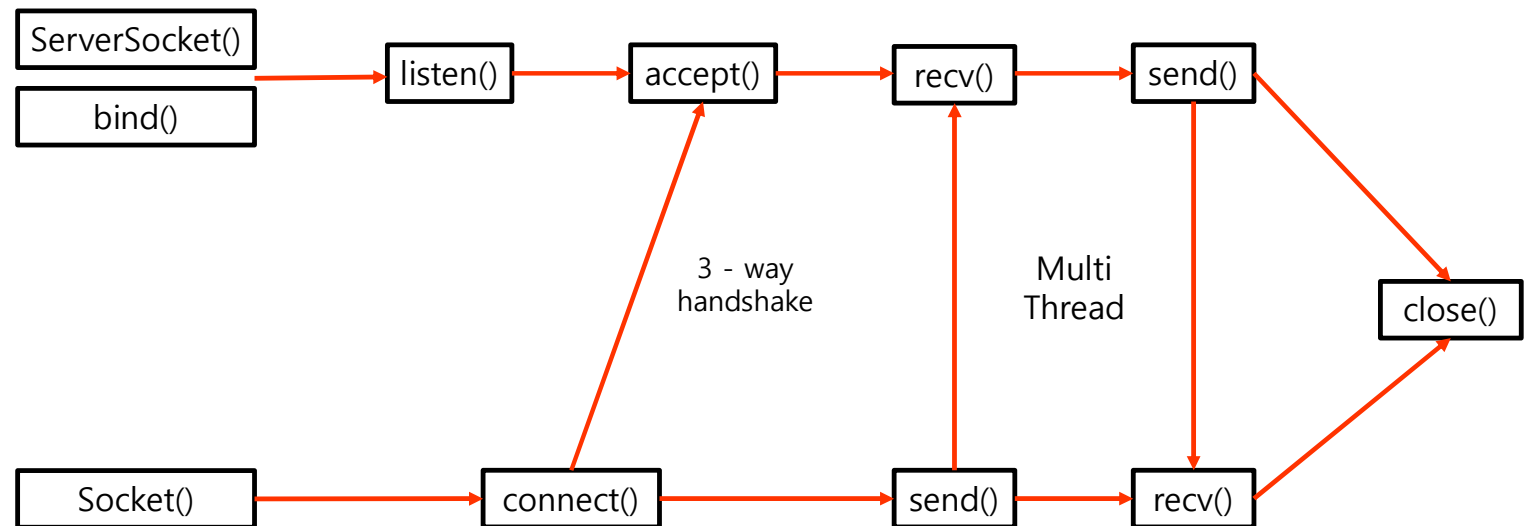 ServerSocket()
bind()
listen()
accept()
recv()
send()
3 - way
handshake
Multi
Thread
close()
Socket()
connect()
send()
recv()